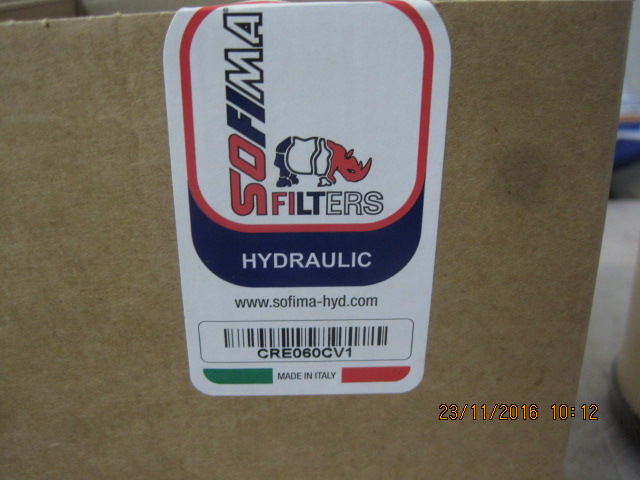 SOFIMA
FILTERS
HYDRAULIC
www.sofima-hyd.com
CRE060CV1
MADE IN ITALY
23/11/2016 10:12